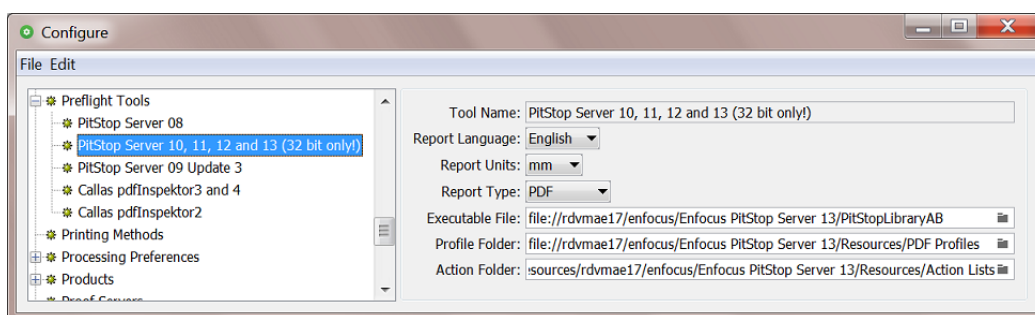 Configure
File Edit
Preflight Tools
PitStop Server 08
PitStop Server 10, 11, 12 and 13 (32 bit only!)
PitStop Server 09 Update 3
Callas pdfInspektor3 and 4
Callas pdfInspektor2
Printing Methods
Processing Preferences
Products
Proof Servers
Tool Name: PitStop Server 10, 11, 12 and 13 (32 bit only!)
Report Language: English
Report Units: mm
Report Type: PDF
Executable File: file://rdvmae17/enfocus/Enfocus PitStop Server 13/PitStopLibraryAB
Profile Folder: file://rdvmae17/enfocus/Enfocus PitStop Server 13/Resources/PDF Profiles
Action Folder: esources/rdvmae17/enfocus/Enfocus PitStop Server 13/Resources/Action Lists